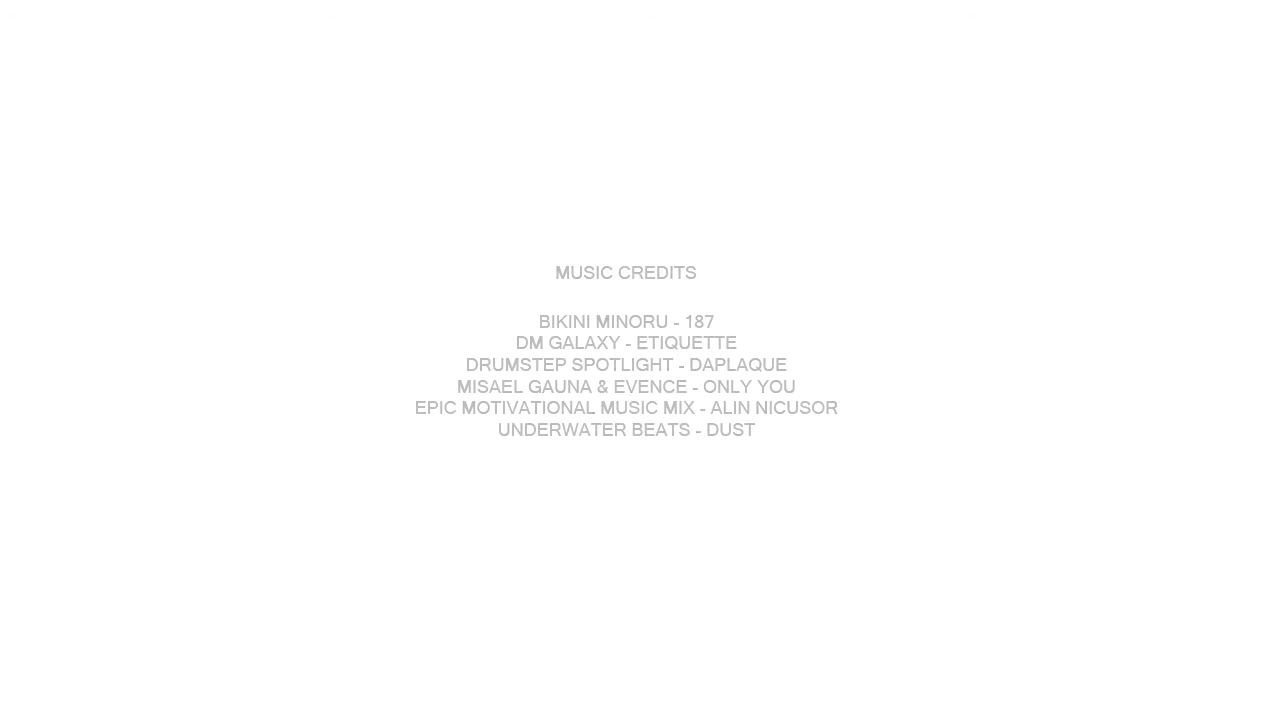 MUSIC CREDITS
BIKINI MINORU - 187
DM GALAXY - ETIQUETTE
DRUMSTEP SPOTLIGHT - DAPLAQUE
MISAEL GAUNA & EVENCE - ONLY YOU
EPIC MOTIVATIONAL MUSIC MIX - ALIN NICUSOR
UNDERWATER BEATS - DUST